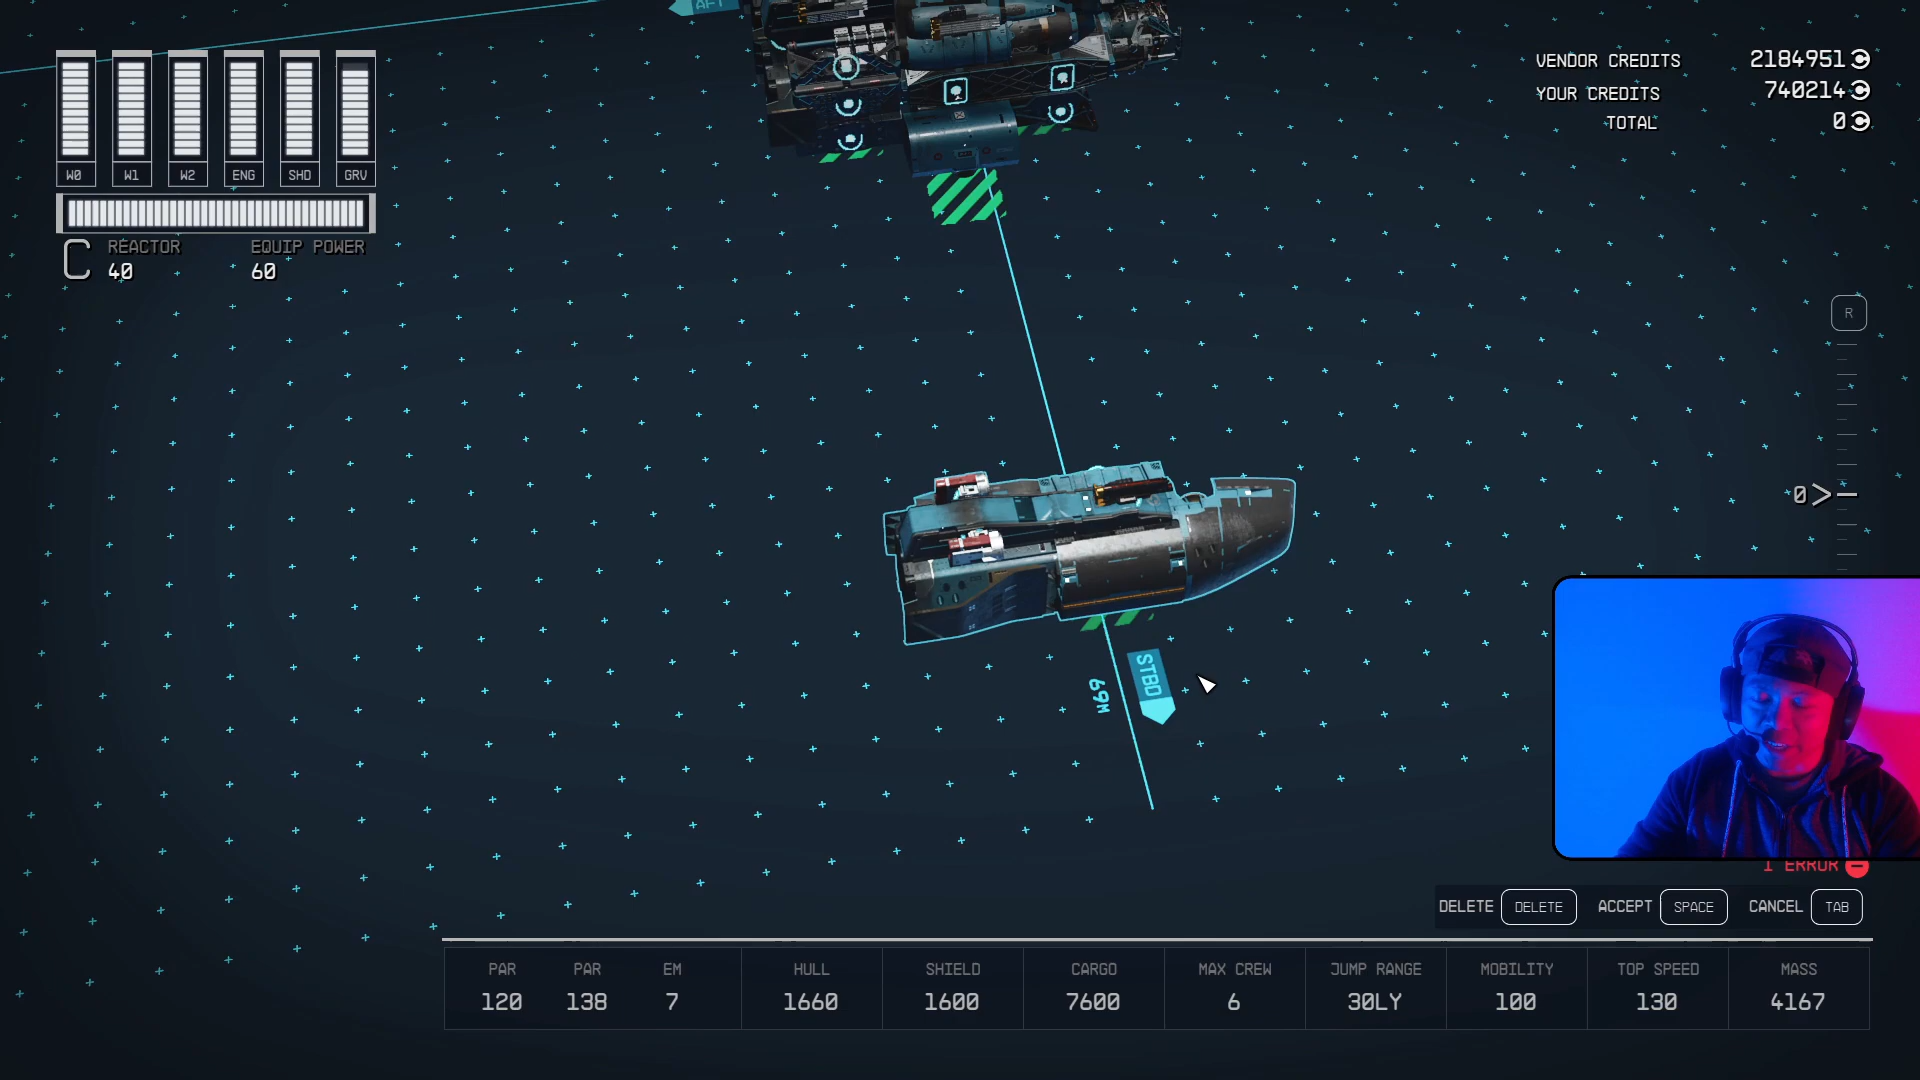 AFT
VENDOR CREDITS 2184951
YOUR CREDITS 740214
TOTAL 0
W0 W1 W2 ENG SHD GRV
C REACTOR EQUIP POWER
40 60
R
0
STBD
69M
1 ERROR
DELETE DELETE ACCEPT SPACE CANCEL TAB
PAR PAR EM HULL SHIELD CARGO MAX CREW JUMP RANGE MOBILITY TOP SPEED MASS
120 138 7 1660 1600 7600 6 30LY 100 130 4167